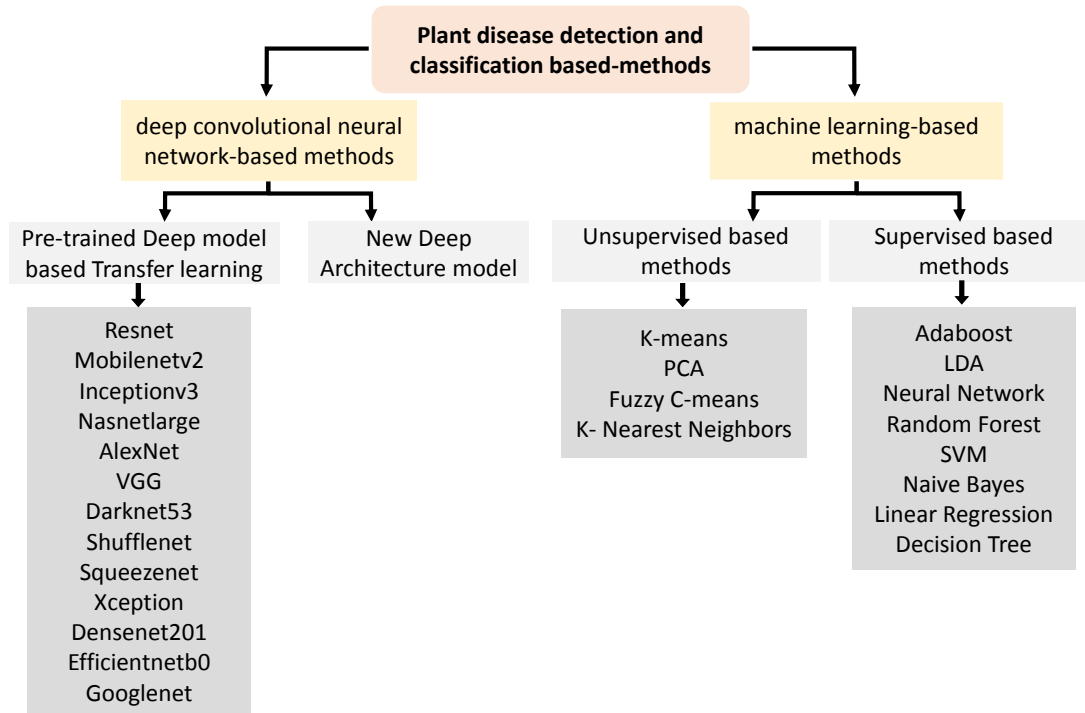 Plant disease detection and
classification based-methods
deep convolutional neural
network-based methods
machine learning-based
methods
Pre-trained Deep model
based Transfer learning
New Deep
Architecture model
Unsupervised based
methods
Supervised based
methods
Resnet
Mobilenetv2
Inceptionv3
Nasnetlarge
AlexNet
VGG
Darknet53
Shufflenet
Squeezenet
Xception
Densenet201
Efficientnetb0
Googlenet
K-means
PCA
Fuzzy C-means
K- Nearest Neighbors
Adaboost
LDA
Neural Network
Random Forest
SVM
Naive Bayes
Linear Regression
Decision Tree